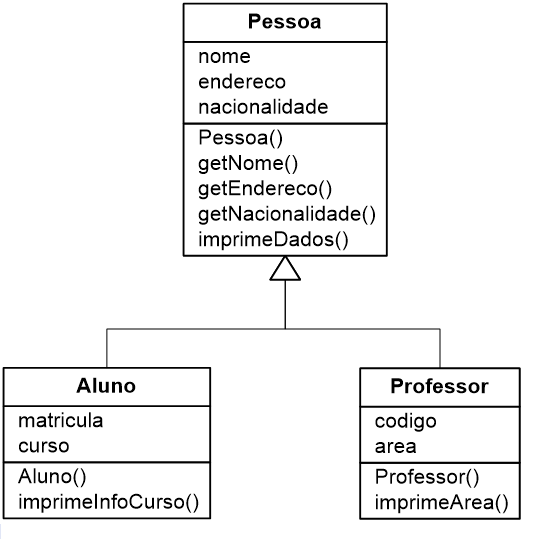 Pessoa
nome
endereco
nacionalidade
Pessoa()
getNome()
getEndereco()
getNacionalidade()
imprimeDados()
Aluno
matricula
curso
Aluno()
imprimeInfoCurso()
Professor
codigo
area
Professor()
imprimeArea()